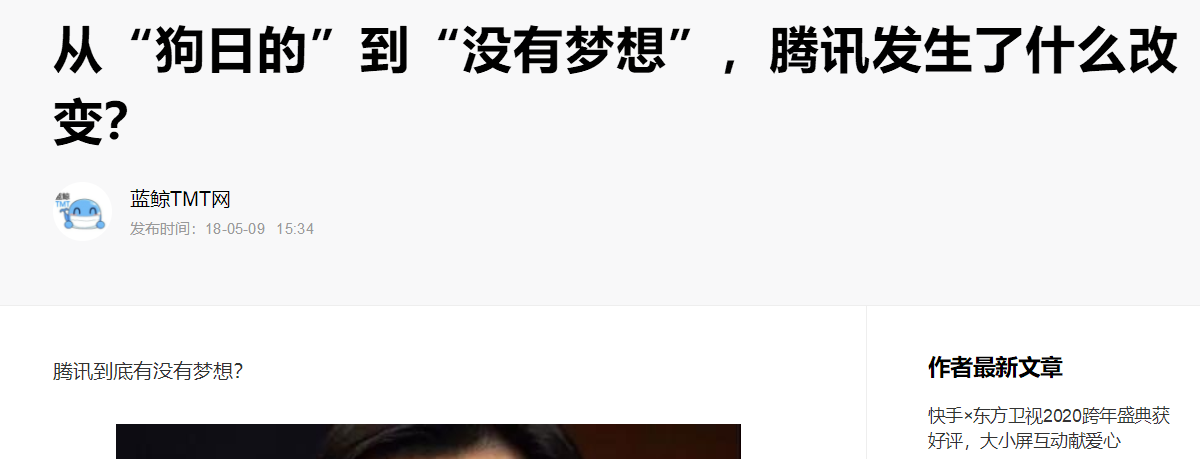 从“狗日的”到“没有梦想”，腾讯发生了什么改
变？
蓝鲸
TMT
蓝鲸TMT网
发布时间：18-05-09 15:34
腾讯到底有没有梦想？
作者最新文章
快手×东方卫视2020跨年盛典获
好评，大小屏互动献爱心